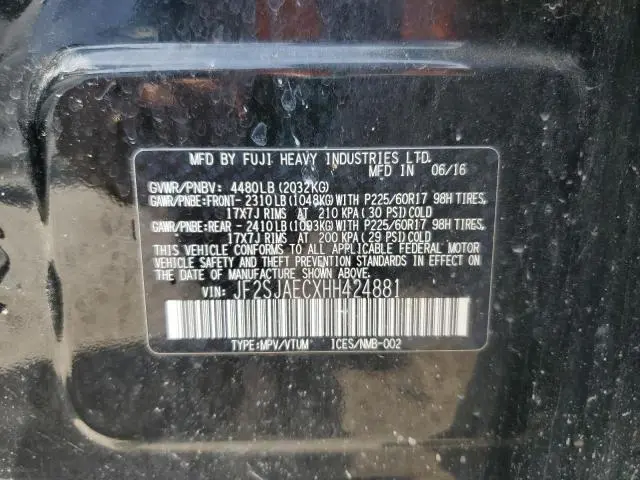 MFD BY FUJI HEAVY INDUSTRIES LTD.
MFD IN 06/16
GVWR/PNBV: 4480LB (2032KG)
GAWR/PNBE:FRONT-2310LB(1048KG)WITH P225/60R17 98H TIRES,
17X7J RIMS AT 210 KPA (30 PSI)COLD
GAWR/PNBE:REAR -2410LB(1093KG)WITH P225/60R17 98H TIRES,
17X7J RIMS AT 200 KPA (29 PSI)COLD
THIS VEHICLE CONFORMS TO ALL APPLICABLE FEDERAL MOTOR
VEHICLE SAFETY AND THEFT PREVENTION STANDARDS IN EFFECT ON
THE DATE OF MANUFACTURE SHOWN ABOVE.
VIN: JF2SJAECXHH424881
TYPE:MPV/VTUM ICES/NMB-002